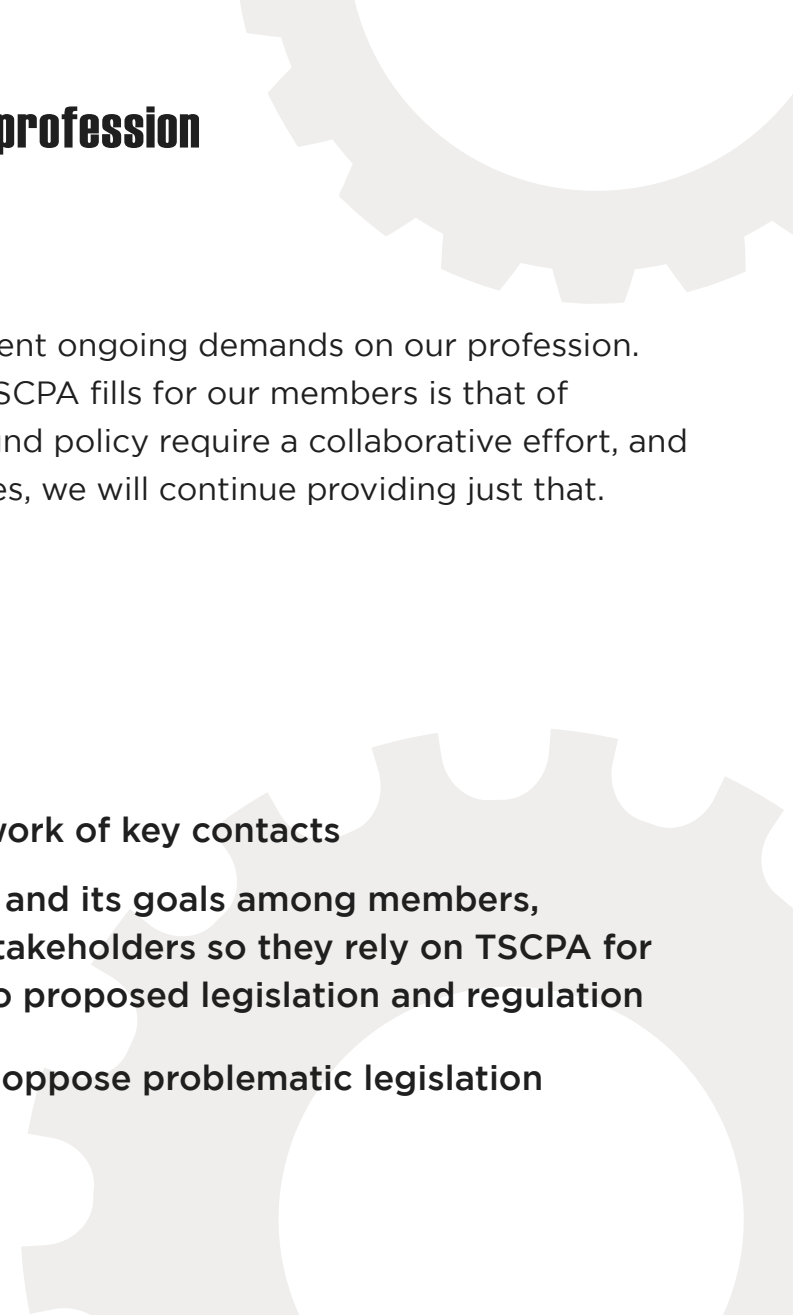 profession
ent ongoing demands on our profession.
SCPA fills for our members is that of
und policy require a collaborative effort, and
es, we will continue providing just that.
work of key contacts
and its goals among members,
takeholders so they rely on TSCPA for
o proposed legislation and regulation
oppose problematic legislation